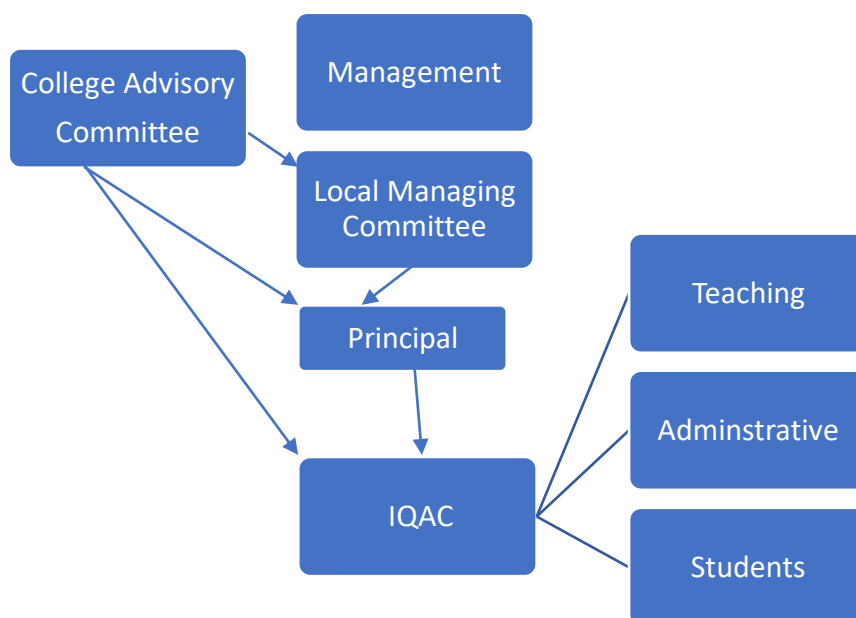 College Advisory
Committee
Management
Local Managing
Committee
Principal
IQAC
Teaching
Adminstrative
Students